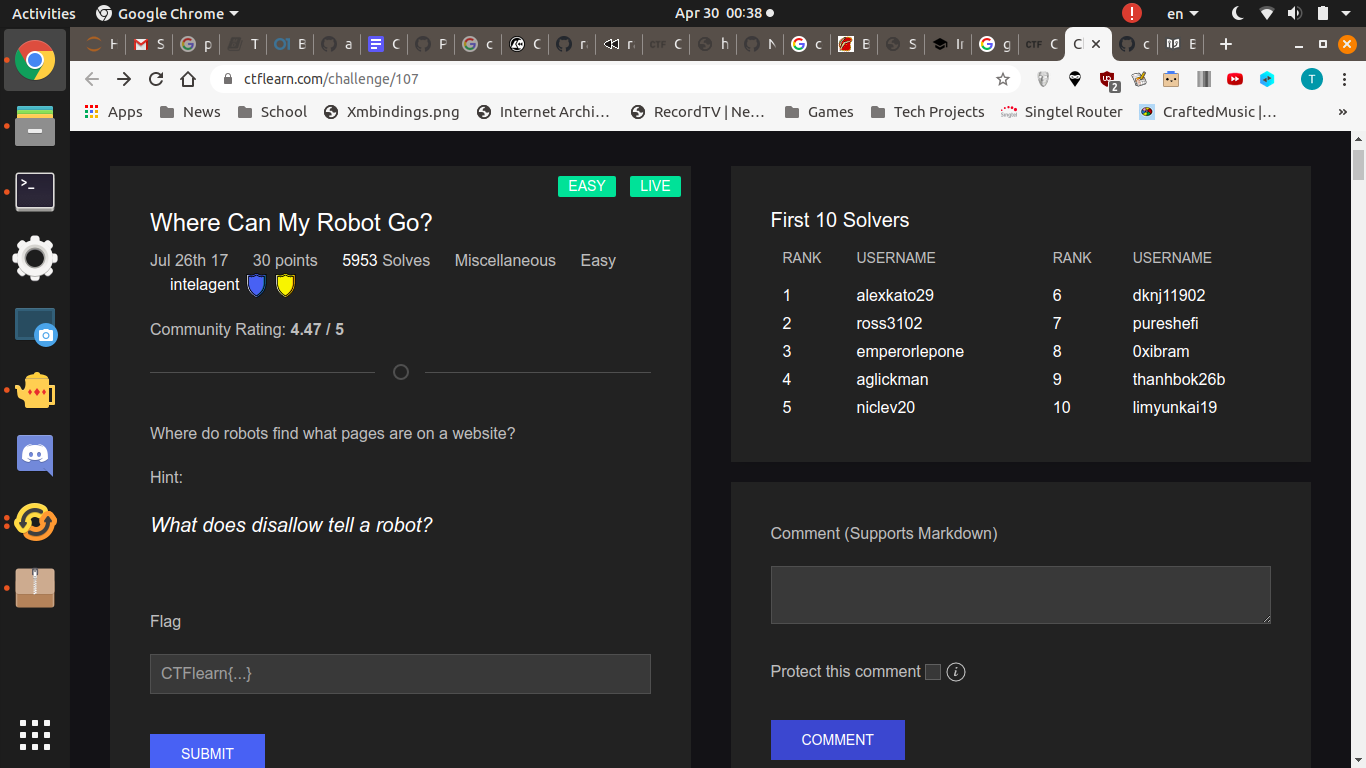 Activities Google Chrome Apr 30 00:38 en
ctflearn.com/challenge/107
2
T
Apps News School Xmbindings.png Internet Archi... RecordTV | Ne... Games Tech Projects Singtel Router CraftedMusic |... »
EASY LIVE
Where Can My Robot Go?
Jul 26th 17 30 points 5953 Solves Miscellaneous Easy
intelagent
Community Rating: 4.47 / 5
Where do robots find what pages are on a website?
Hint:
What does disallow tell a robot?
Flag
CTFlearn{...}
SUBMIT
First 10 Solvers
RANK USERNAME RANK USERNAME
1 alexkato29 6 dknj11902
2 ross3102 7 pureshefi
3 emperorlepone 8 0xibram
4 aglickman 9 thanhbok26b
5 niclev20 10 limyunkai19
Comment (Supports Markdown)
Protect this comment i
COMMENT